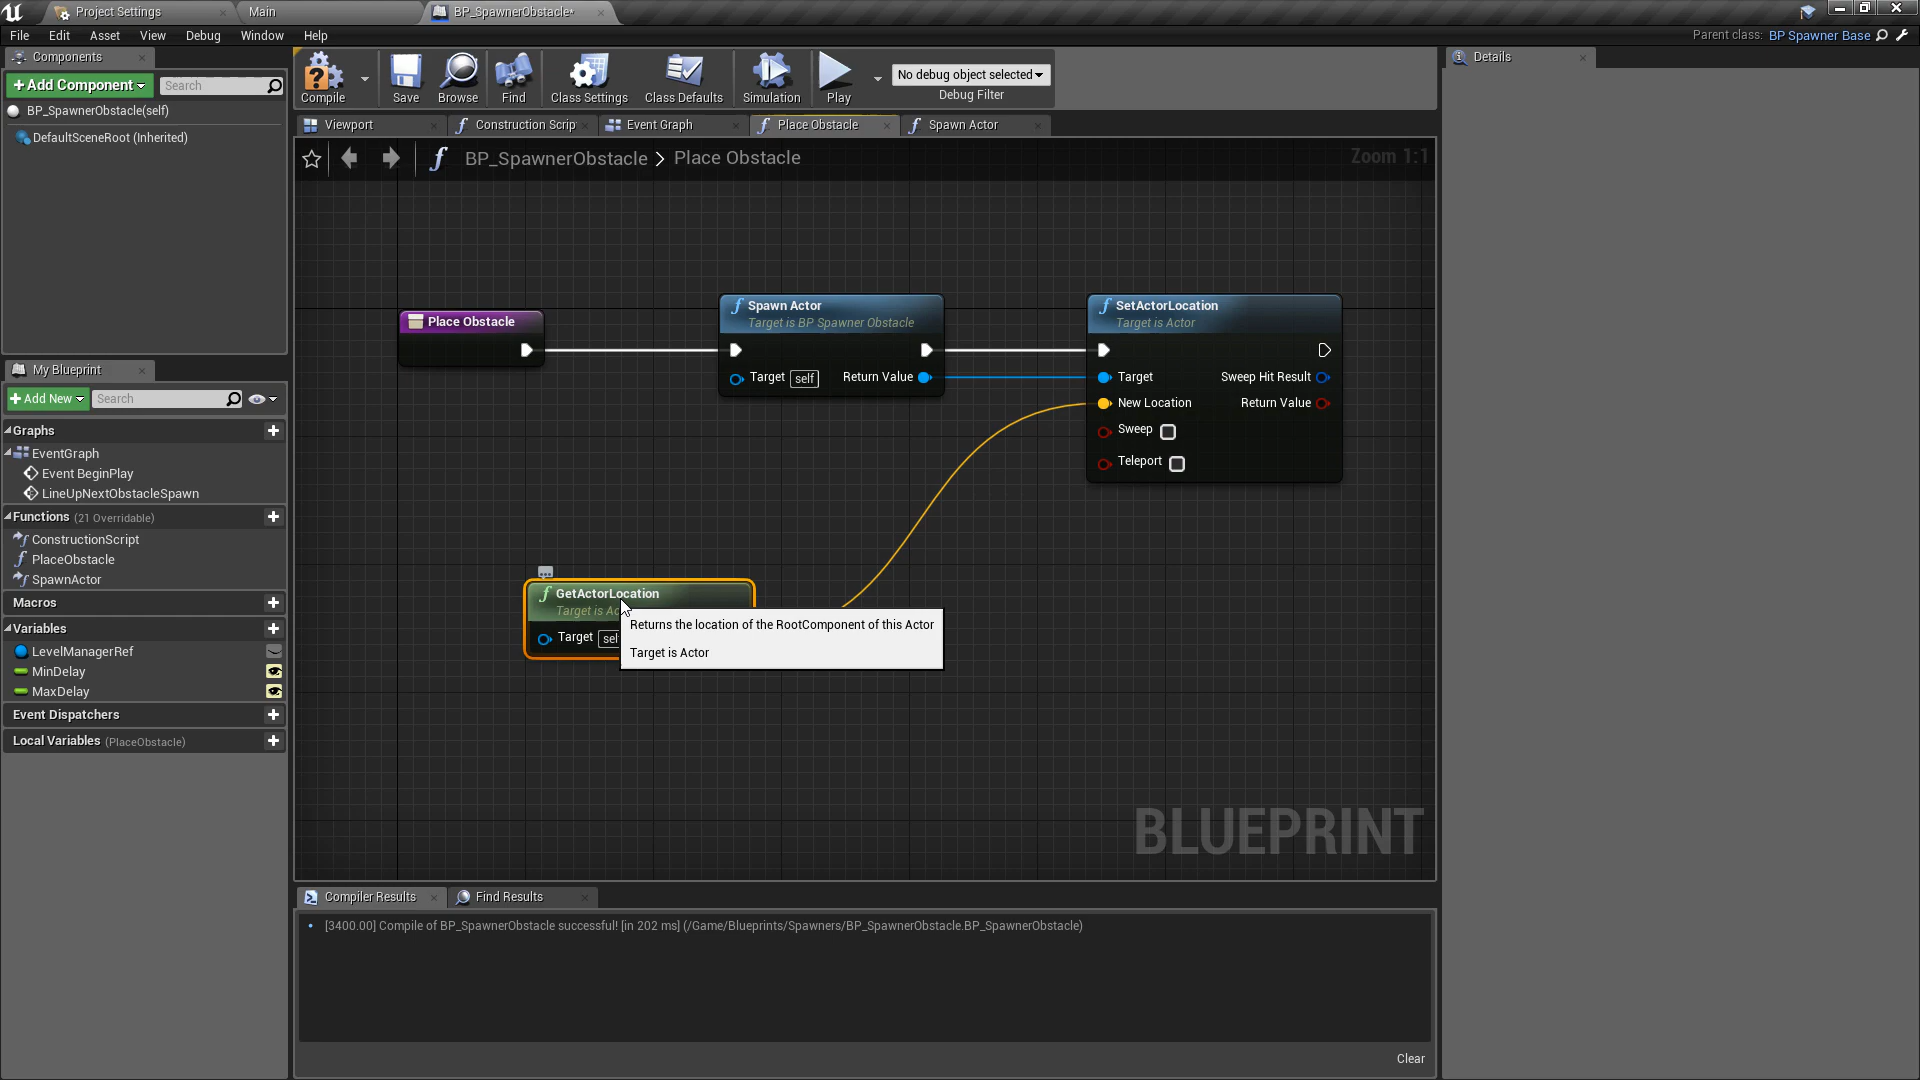 Project Settings
Main
BP_SpawnerObstacle*
File Edit Asset View Debug Window Help
Parent class: BP Spawner Base
Components
Details
+Add Component
Search
BP_SpawnerObstacle(self)
DefaultSceneRoot (Inherited)
Compile
Save
Browse
Find
Class Settings
Class Defaults
Simulation
Play
No debug object selected
Debug Filter
Viewport
Construction Scrip
Event Graph
Place Obstacle
Spawn Actor
BP_SpawnerObstacle > Place Obstacle
Zoom 1:1
Place Obstacle
Spawn Actor
Target is BP Spawner Obstacle
Target self
Return Value
SetActorLocation
Target is Actor
Target
Sweep Hit Result
New Location
Return Value
Sweep
Teleport
GetActorLocation
Target is Ac
Target sel
Returns the location of the RootComponent of this Actor
Target is Actor
BLUEPRINT
My Blueprint
+Add New
Search
Graphs
EventGraph
Event BeginPlay
LineUpNextObstacleSpawn
Functions (21 Overridable)
ConstructionScript
PlaceObstacle
SpawnActor
Macros
Variables
LevelManagerRef
MinDelay
MaxDelay
Event Dispatchers
Local Variables (PlaceObstacle)
Compiler Results
Find Results
[3400.00] Compile of BP_SpawnerObstacle successful! [in 202 ms] (/Game/Blueprints/Spawners/BP_SpawnerObstacle.BP_SpawnerObstacle)
Clear